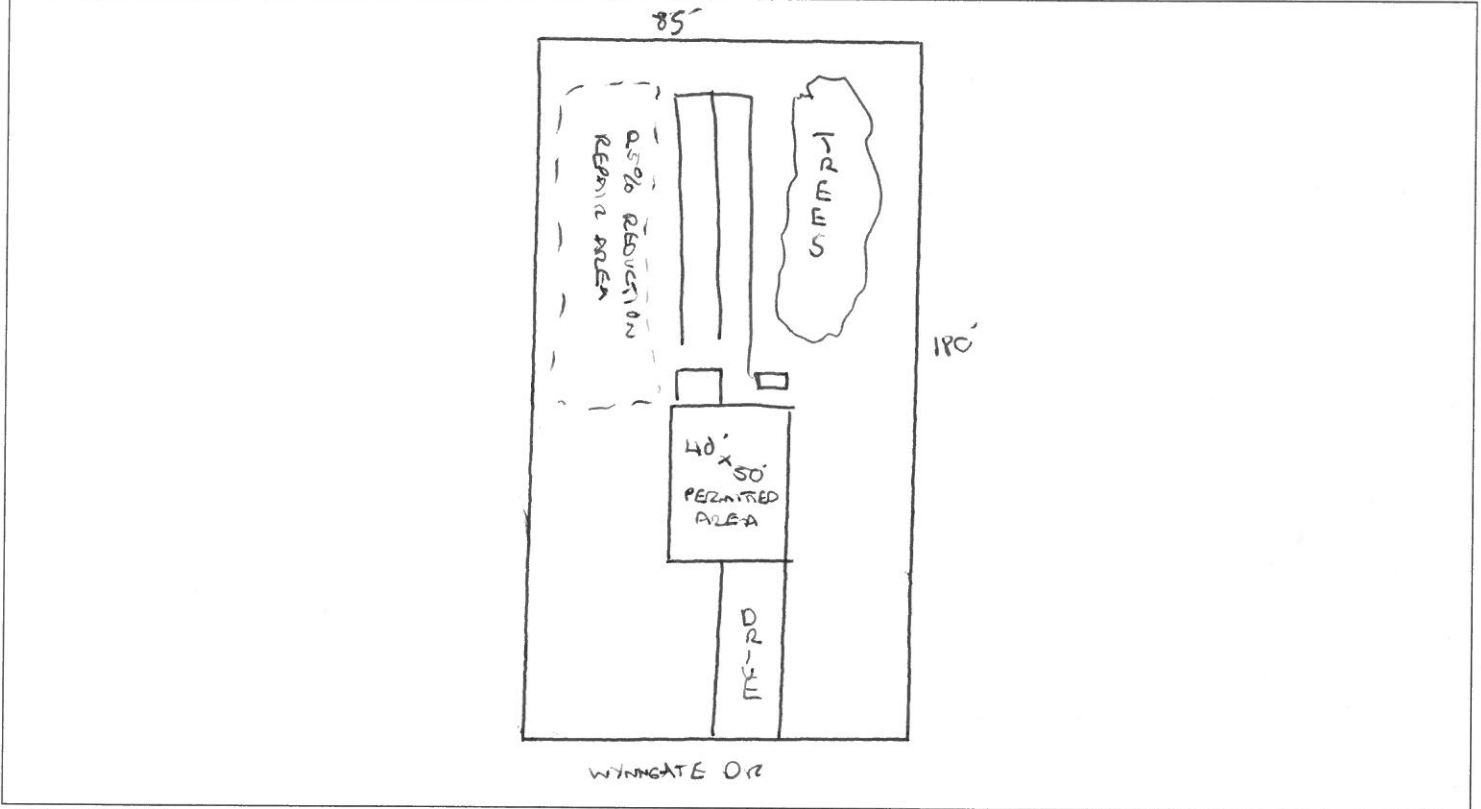 85'
25% REDUCTION
REPAIR AREA
TREES
180'
40' x 50'
PERMITTED
AREA
DRIVE
WYNNGATE DR